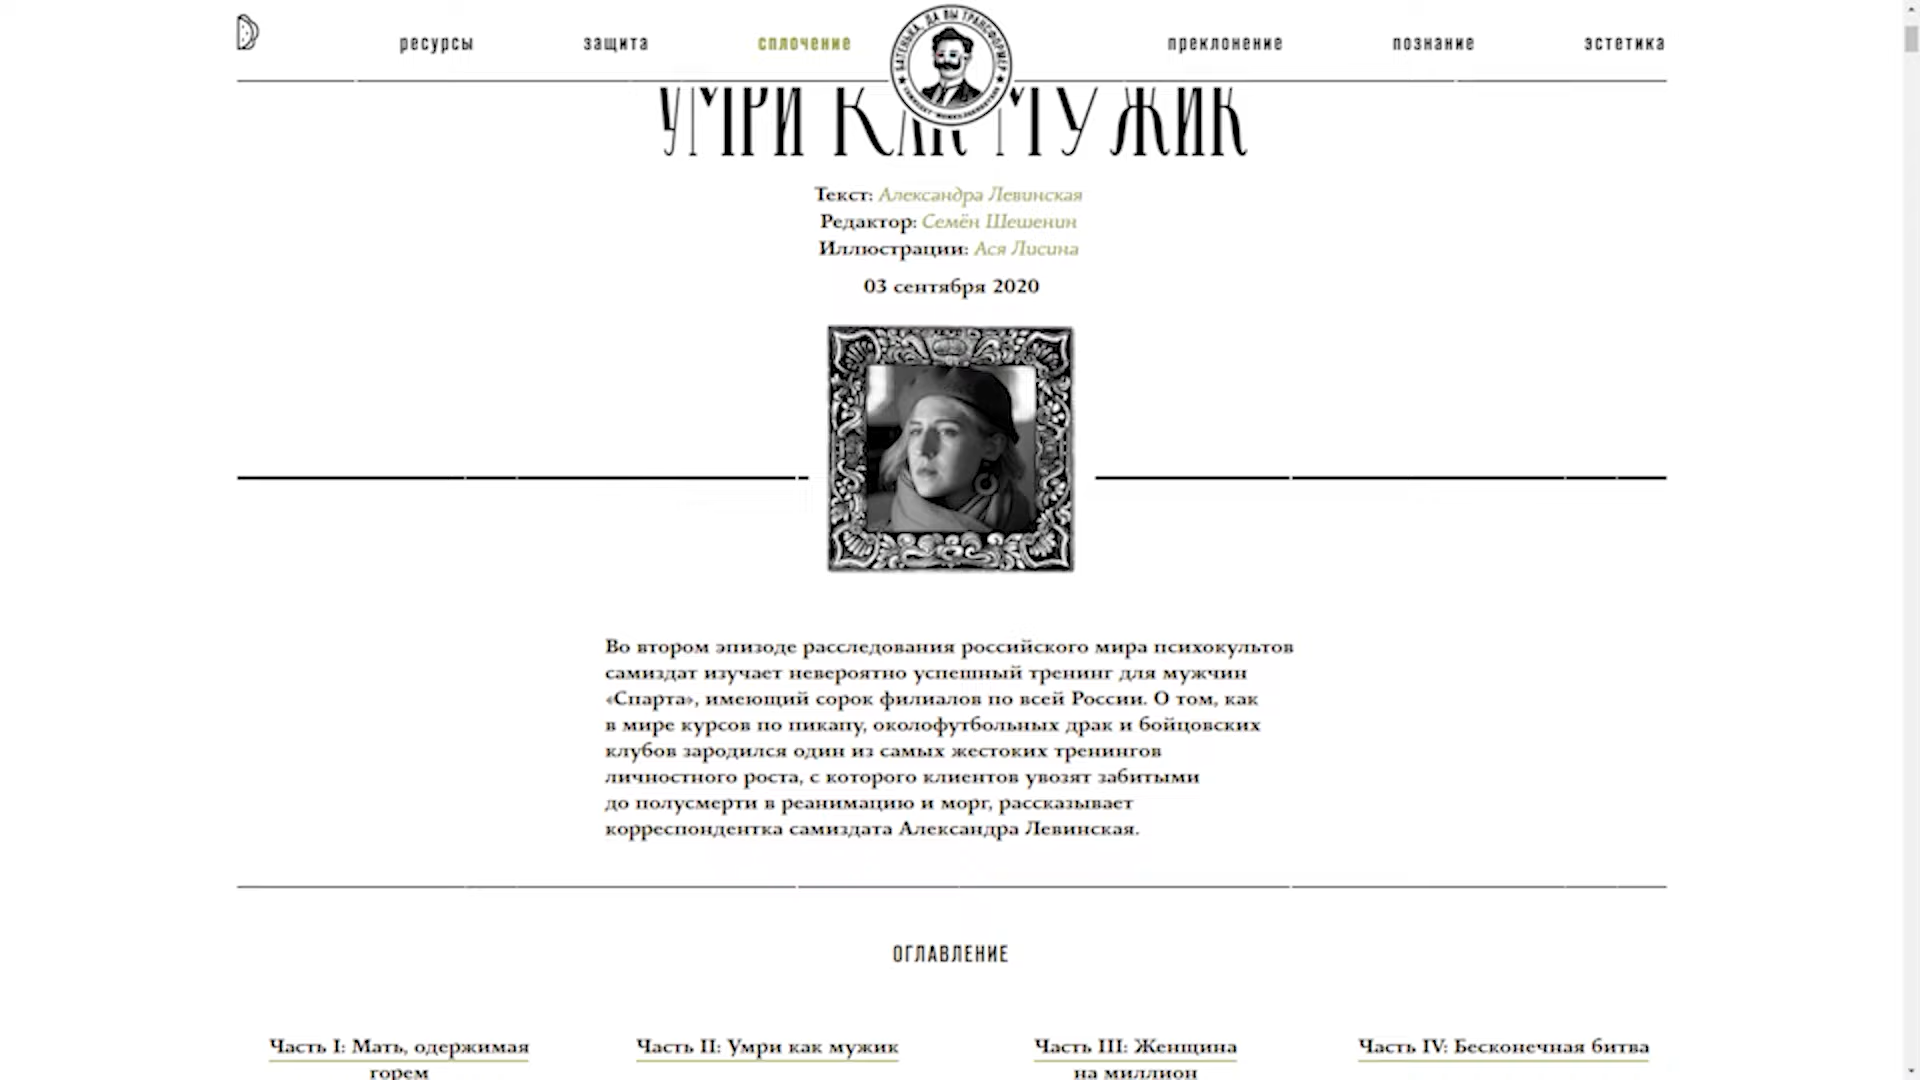 ресурсы
защита
сплочение
БАТЕНЬКА, ДА ВЫ ТРАНСФОРМЕР
преклонение
познание
эстетика
УМРИ КАК МУЖИК
Текст: Александра Левинская
Редактор: Семён Шешенин
Иллюстрации: Ася Лисина
03 сентября 2020
Во втором эпизоде расследования российского мира психокультов
самиздат изучает невероятно успешный тренинг для мужчин
«Спарта», имеющий сорок филиалов по всей России. О том, как
в мире курсов по пикапу, околофутбольных драк и бойцовских
клубов зародился один из самых жестоких тренингов
личностного роста, с которого клиентов увозят забитыми
до полусмерти в реанимацию и морг, рассказывает
корреспондентка самиздата Александра Левинская.
ОГЛАВЛЕНИЕ
Часть I: Мать, одержимая
горем
Часть II: Умри как мужик
Часть III: Женщина
на миллион
Часть IV: Бесконечная битва